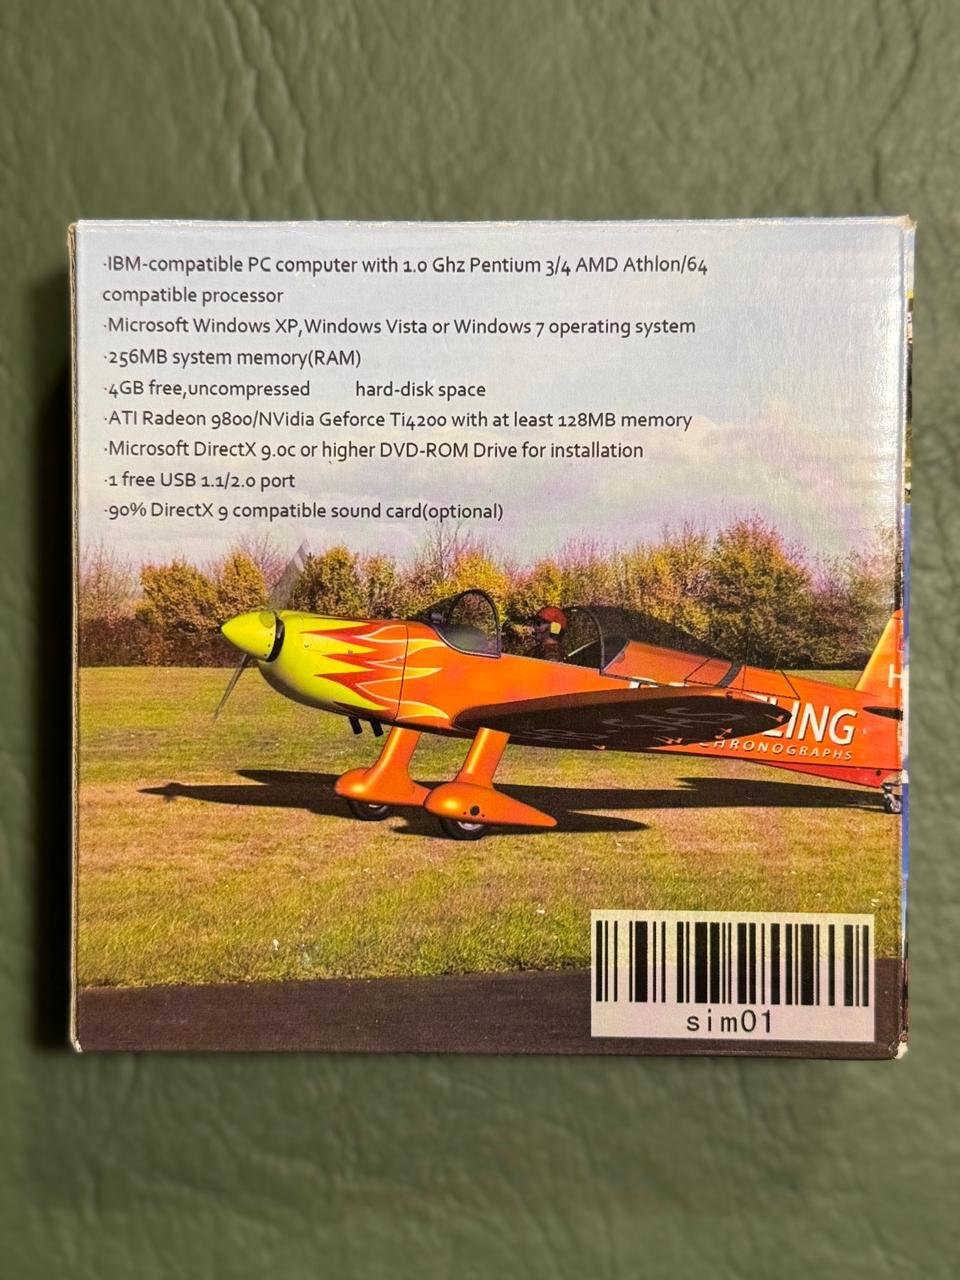 ·IBM-compatible PC computer with 1.0 Ghz Pentium 3/4 AMD Athlon/64
compatible processor
·Microsoft Windows XP,Windows Vista or Windows 7 operating system
·256MB system memory(RAM)
·4GB free,uncompressed hard-disk space
·ATI Radeon 9800/NVidia Geforce Ti4200 with at least 128MB memory
·Microsoft DirectX 9.0c or higher DVD-ROM Drive for installation
·1 free USB 1.1/2.0 port
·90% DirectX 9 compatible sound card(optional)
CHRONOGRAPHS
sim01